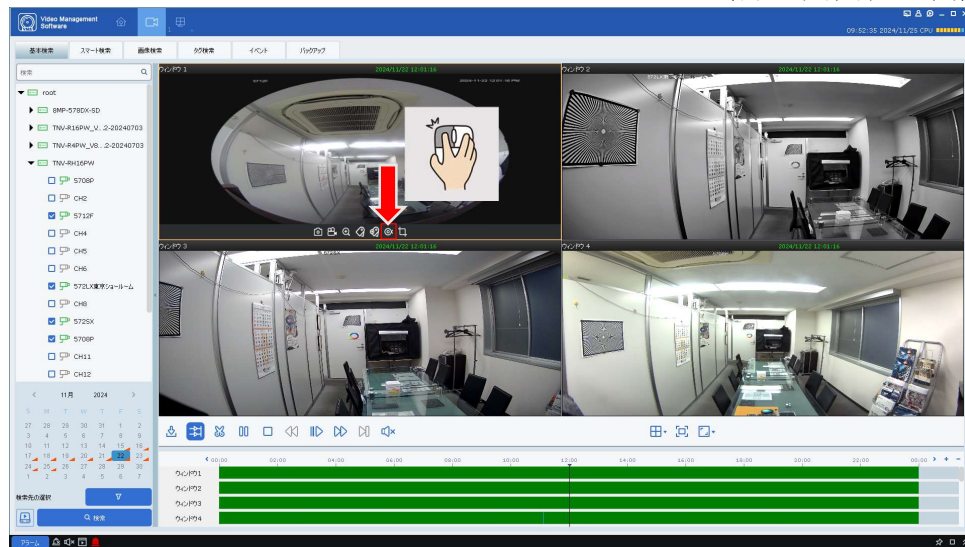 Video Management
Software
09:52:35 2024/11/25 CPU
基本検索 スマート検索 画像検索 タグ検索 イベント バックアップ
検索
root
8MP-578DX-SD
TNV-R16PW_V...2-20240703
TNV-R4PW_V8...2-20240703
TNV-RH16PW
5708P
CH2
5712F
CH4
CH5
CH6
572LX東京ショールーム
CH8
5725X
5708P
CH11
CH12
ウィンドウ 1 2024/11/22 12:01:16
ウィンドウ 2 2024/11/22 12:01:16
ウィンドウ 3 2024/11/22 12:01:16
ウィンドウ 4 2024/11/22 12:01:16
11月 2024
S M T W T F S
27 28 29 30 31 1 2
3 4 5 6 7 8 9
10 11 12 13 14 15 16
17 18 19 20 21 22 23
24 25 26 27 28 29 30
1 2 3 4 5 6 7
検索先の選択
検索
00:00 02:00 04:00 06:00 08:00 10:00 12:00 14:00 16:00 18:00 20:00 22:00 00:00
ウィンドウ1
ウィンドウ2
ウィンドウ3
ウィンドウ4
アラーム